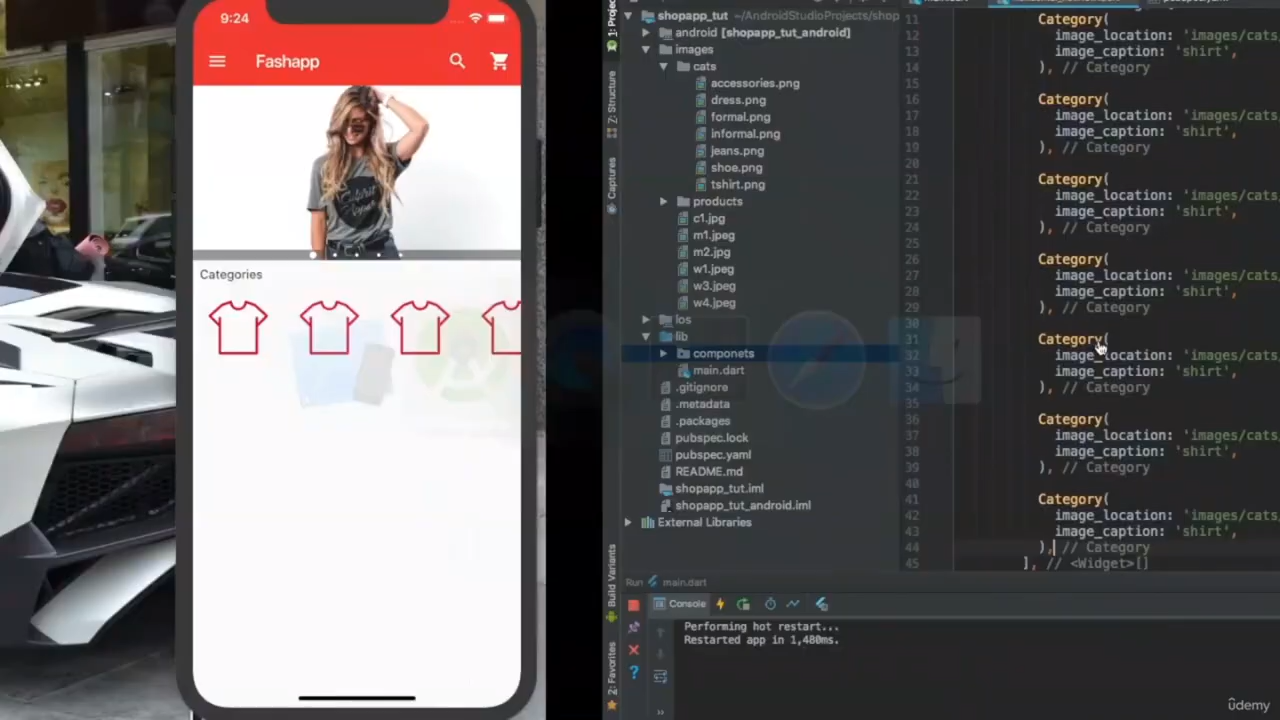 9:24
Fashapp
Categories
1: Project
Z: Structure
Captures
Build Variants
2: Favorites
shopapp_tut ~/AndroidStudioProjects/shop
android [shopapp_tut_android]
images
cats
accessories.png
dress.png
formal.png
informal.png
jeans.png
shoe.png
tshirt.png
products
c1.jpg
m1.jpeg
m2.jpg
w1.jpeg
w3.jpeg
w4.jpeg
ios
lib
componets
main.dart
.gitignore
.metadata
.packages
pubspec.lock
pubspec.yaml
README.md
shopapp_tut.iml
shopapp_tut_android.iml
External Libraries
11 Category(
12 image_location: 'images/cats
13 image_caption: 'shirt',
14 ), // Category
15
16 Category(
17 image_location: 'images/cats
18 image_caption: 'shirt',
19 ), // Category
20
21 Category(
22 image_location: 'images/cats
23 image_caption: 'shirt',
24 ), // Category
25
26 Category(
27 image_location: 'images/cats
28 image_caption: 'shirt',
29 ), // Category
30
31 Category(
32 image_location: 'images/cats
33 image_caption: 'shirt',
34 ), // Category
35
36 Category(
37 image_location: 'images/cats
38 image_caption: 'shirt',
39 ), // Category
40
41 Category(
42 image_location: 'images/cats
43 image_caption: 'shirt',
44 ), // Category
45 ], // <Widget>[]
Run main.dart
Console
Performing hot restart...
Restarted app in 1,480ms.
udemy